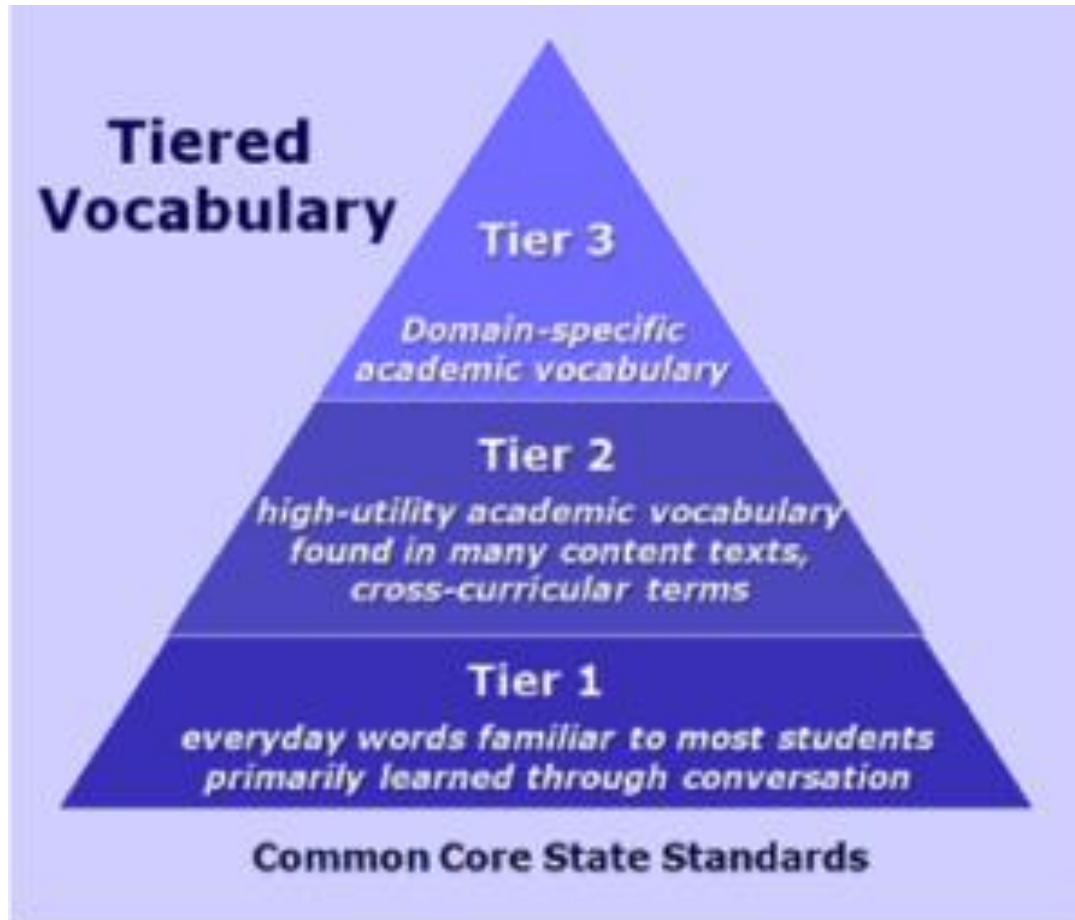 Tiered
Vocabulary
Tier 3
Domain-specific
academic vocabulary
Tier 2
high-utility academic vocabulary
found in many content texts,
cross-curricular terms
Tier 1
everyday words familiar to most students
primarily learned through conversation
Common Core State Standards